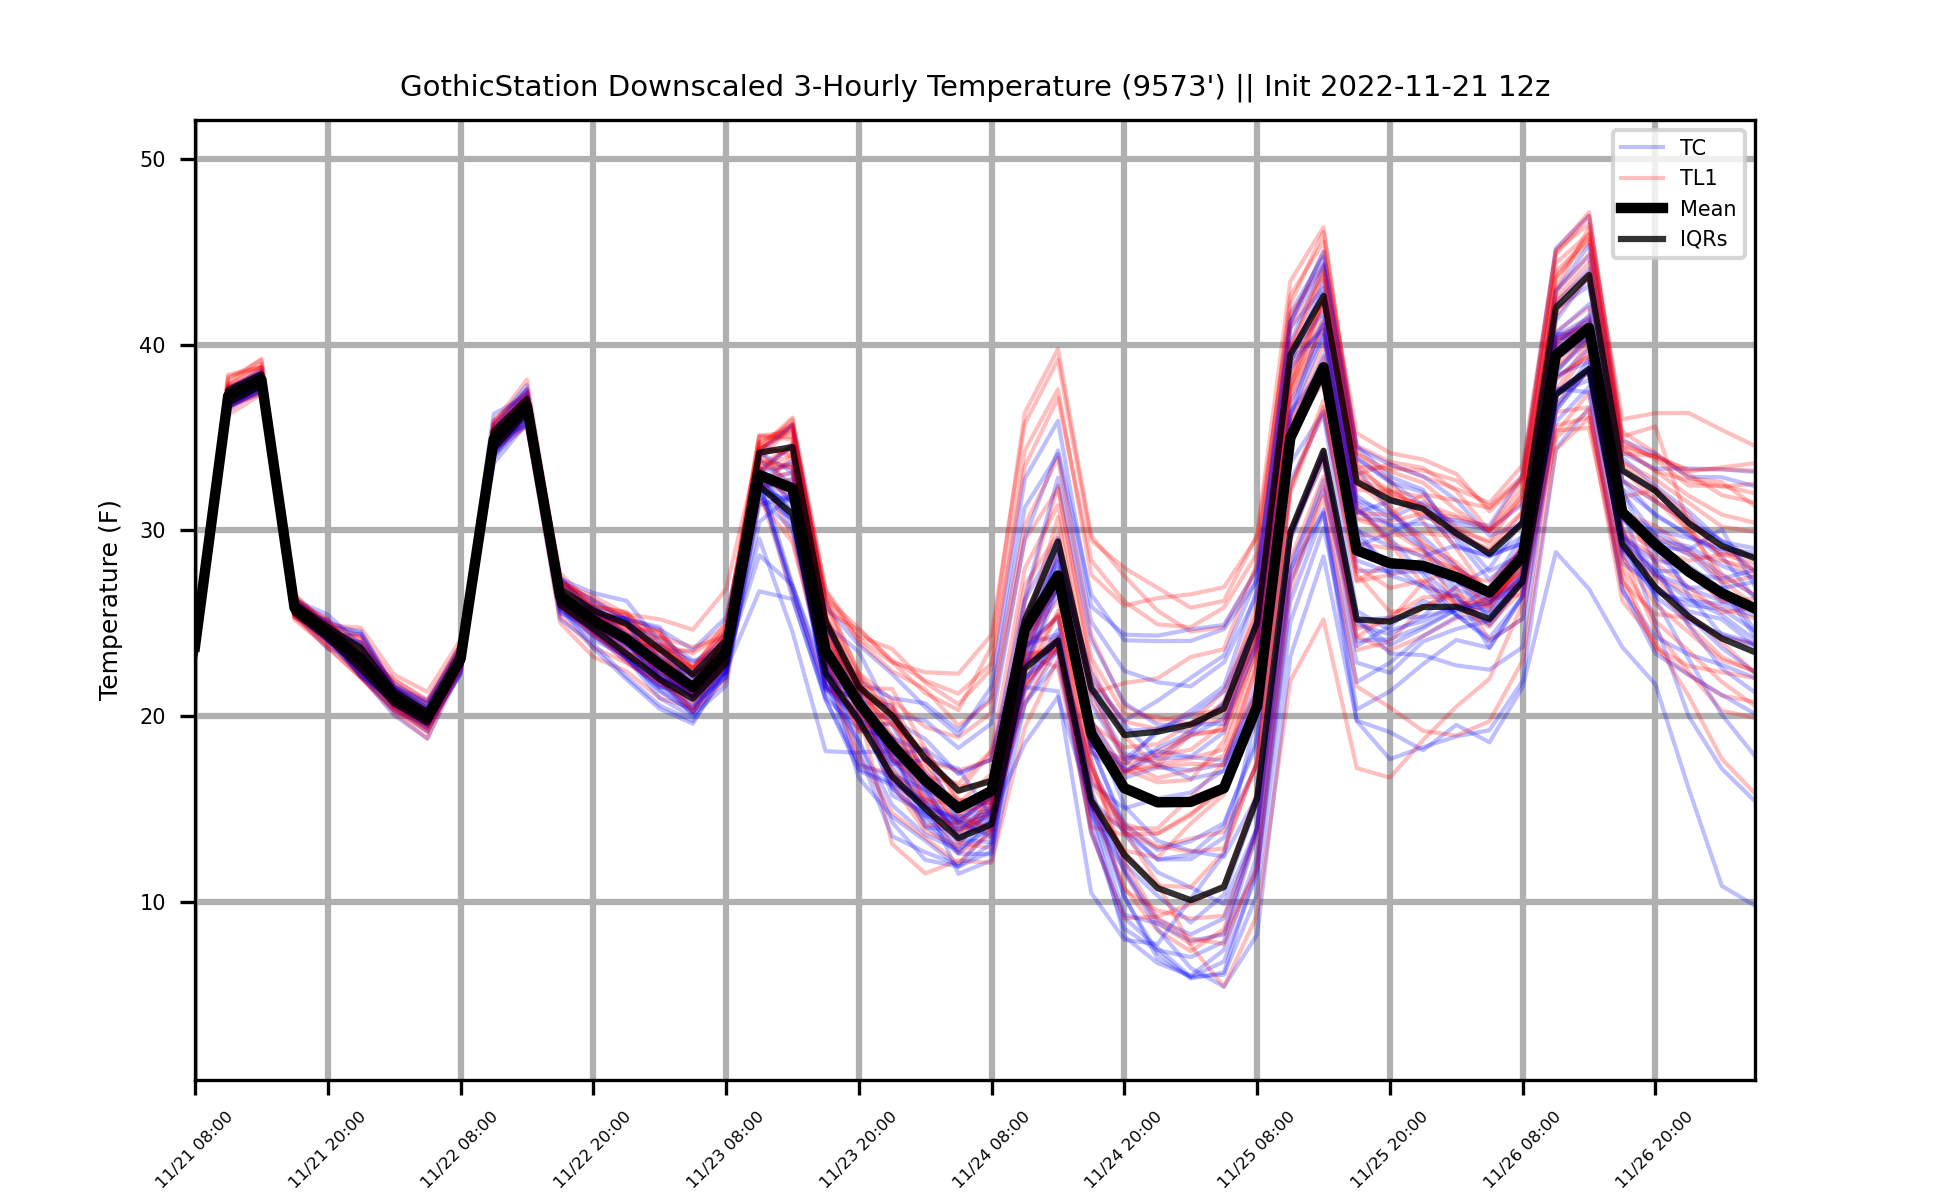 GothicStation Downscaled 3-Hourly Temperature (9573') || Init 2022-11-21 12z
TC
TL1
Mean
IQRs
Temperature (F)
50
40
30
20
10
11/21 08:00
11/21 20:00
11/22 08:00
11/22 20:00
11/23 08:00
11/23 20:00
11/24 08:00
11/24 20:00
11/25 08:00
11/25 20:00
11/26 08:00
11/26 20:00